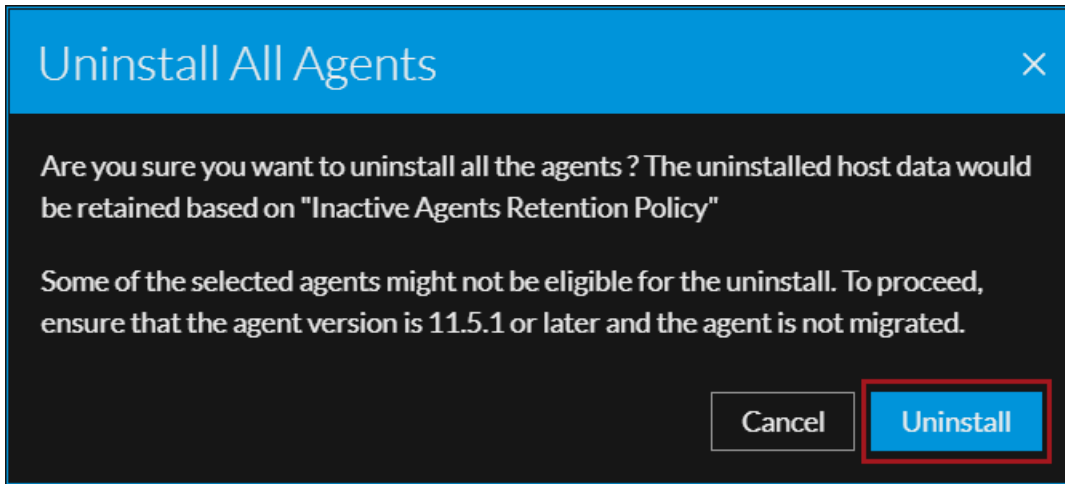 Uninstall All Agents
Are you sure you want to uninstall all the agents ? The uninstalled host data would
be retained based on "Inactive Agents Retention Policy"
Some of the selected agents might not be eligible for the uninstall. To proceed,
ensure that the agent version is 11.5.1 or later and the agent is not migrated.
Cancel
Uninstall